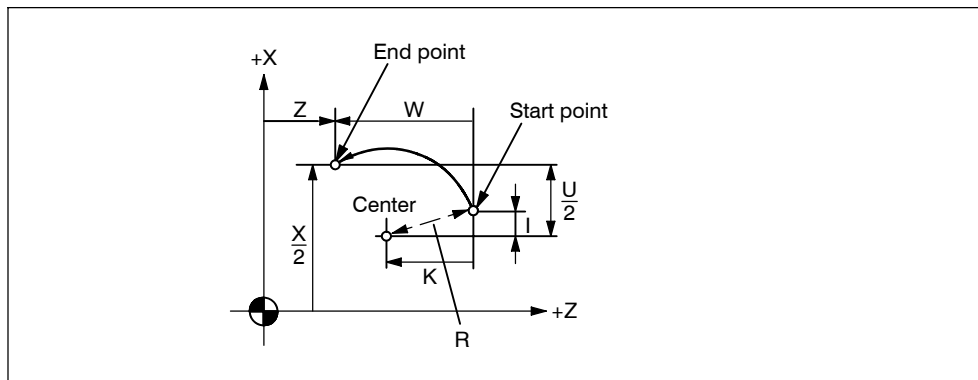 End point
+X
Z
W
Start point
Center
U
2
I
X
2
K
R
+Z